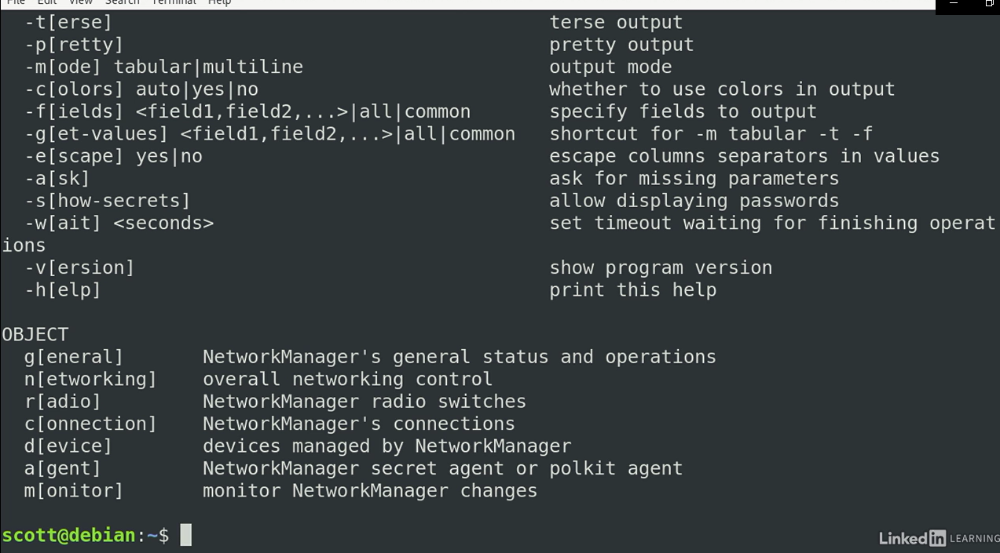 File Edit View Search Terminal Help
-t[erse] terse output
-p[retty] pretty output
-m[ode] tabular|multiline output mode
-c[olors] auto|yes|no whether to use colors in output
-f[ields] <field1,field2,...>|all|common specify fields to output
-g[et-values] <field1,field2,...>|all|common shortcut for -m tabular -t -f
-e[scape] yes|no escape columns separators in values
-a[sk] ask for missing parameters
-s[how-secrets] allow displaying passwords
-w[ait] <seconds> set timeout waiting for finishing operat
ions
-v[ersion] show program version
-h[elp] print this help
OBJECT
g[eneral] NetworkManager's general status and operations
n[etworking] overall networking control
r[adio] NetworkManager radio switches
c[onnection] NetworkManager's connections
d[evice] devices managed by NetworkManager
a[gent] NetworkManager secret agent or polkit agent
m[onitor] monitor NetworkManager changes
scott@debian:~$
Linked in LEARNING